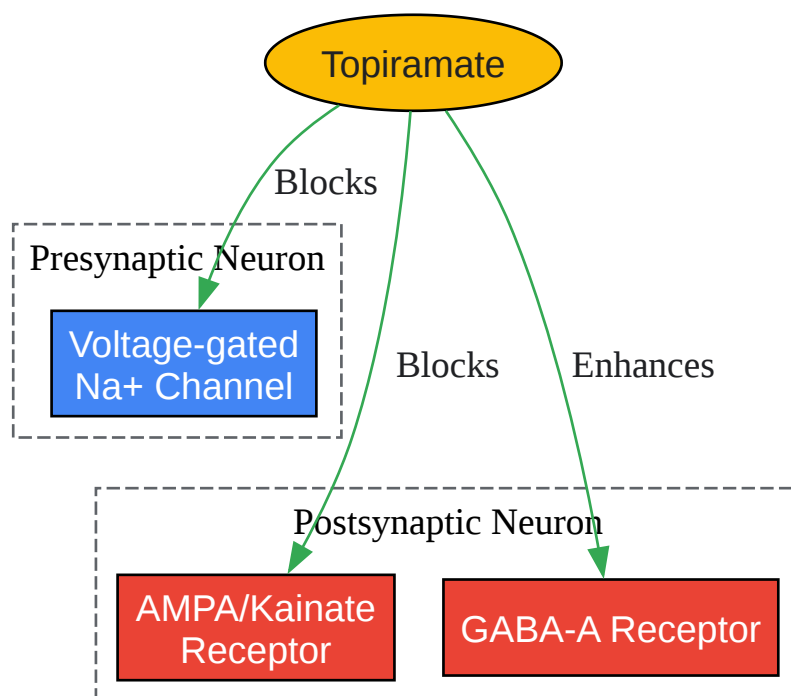 Topiramate
Blocks
Presynaptic Neuron
Voltage-gated
Na+ Channel
Blocks
Enhances
Postsynaptic Neuron
AMPA/Kainate
Receptor
GABA-A Receptor